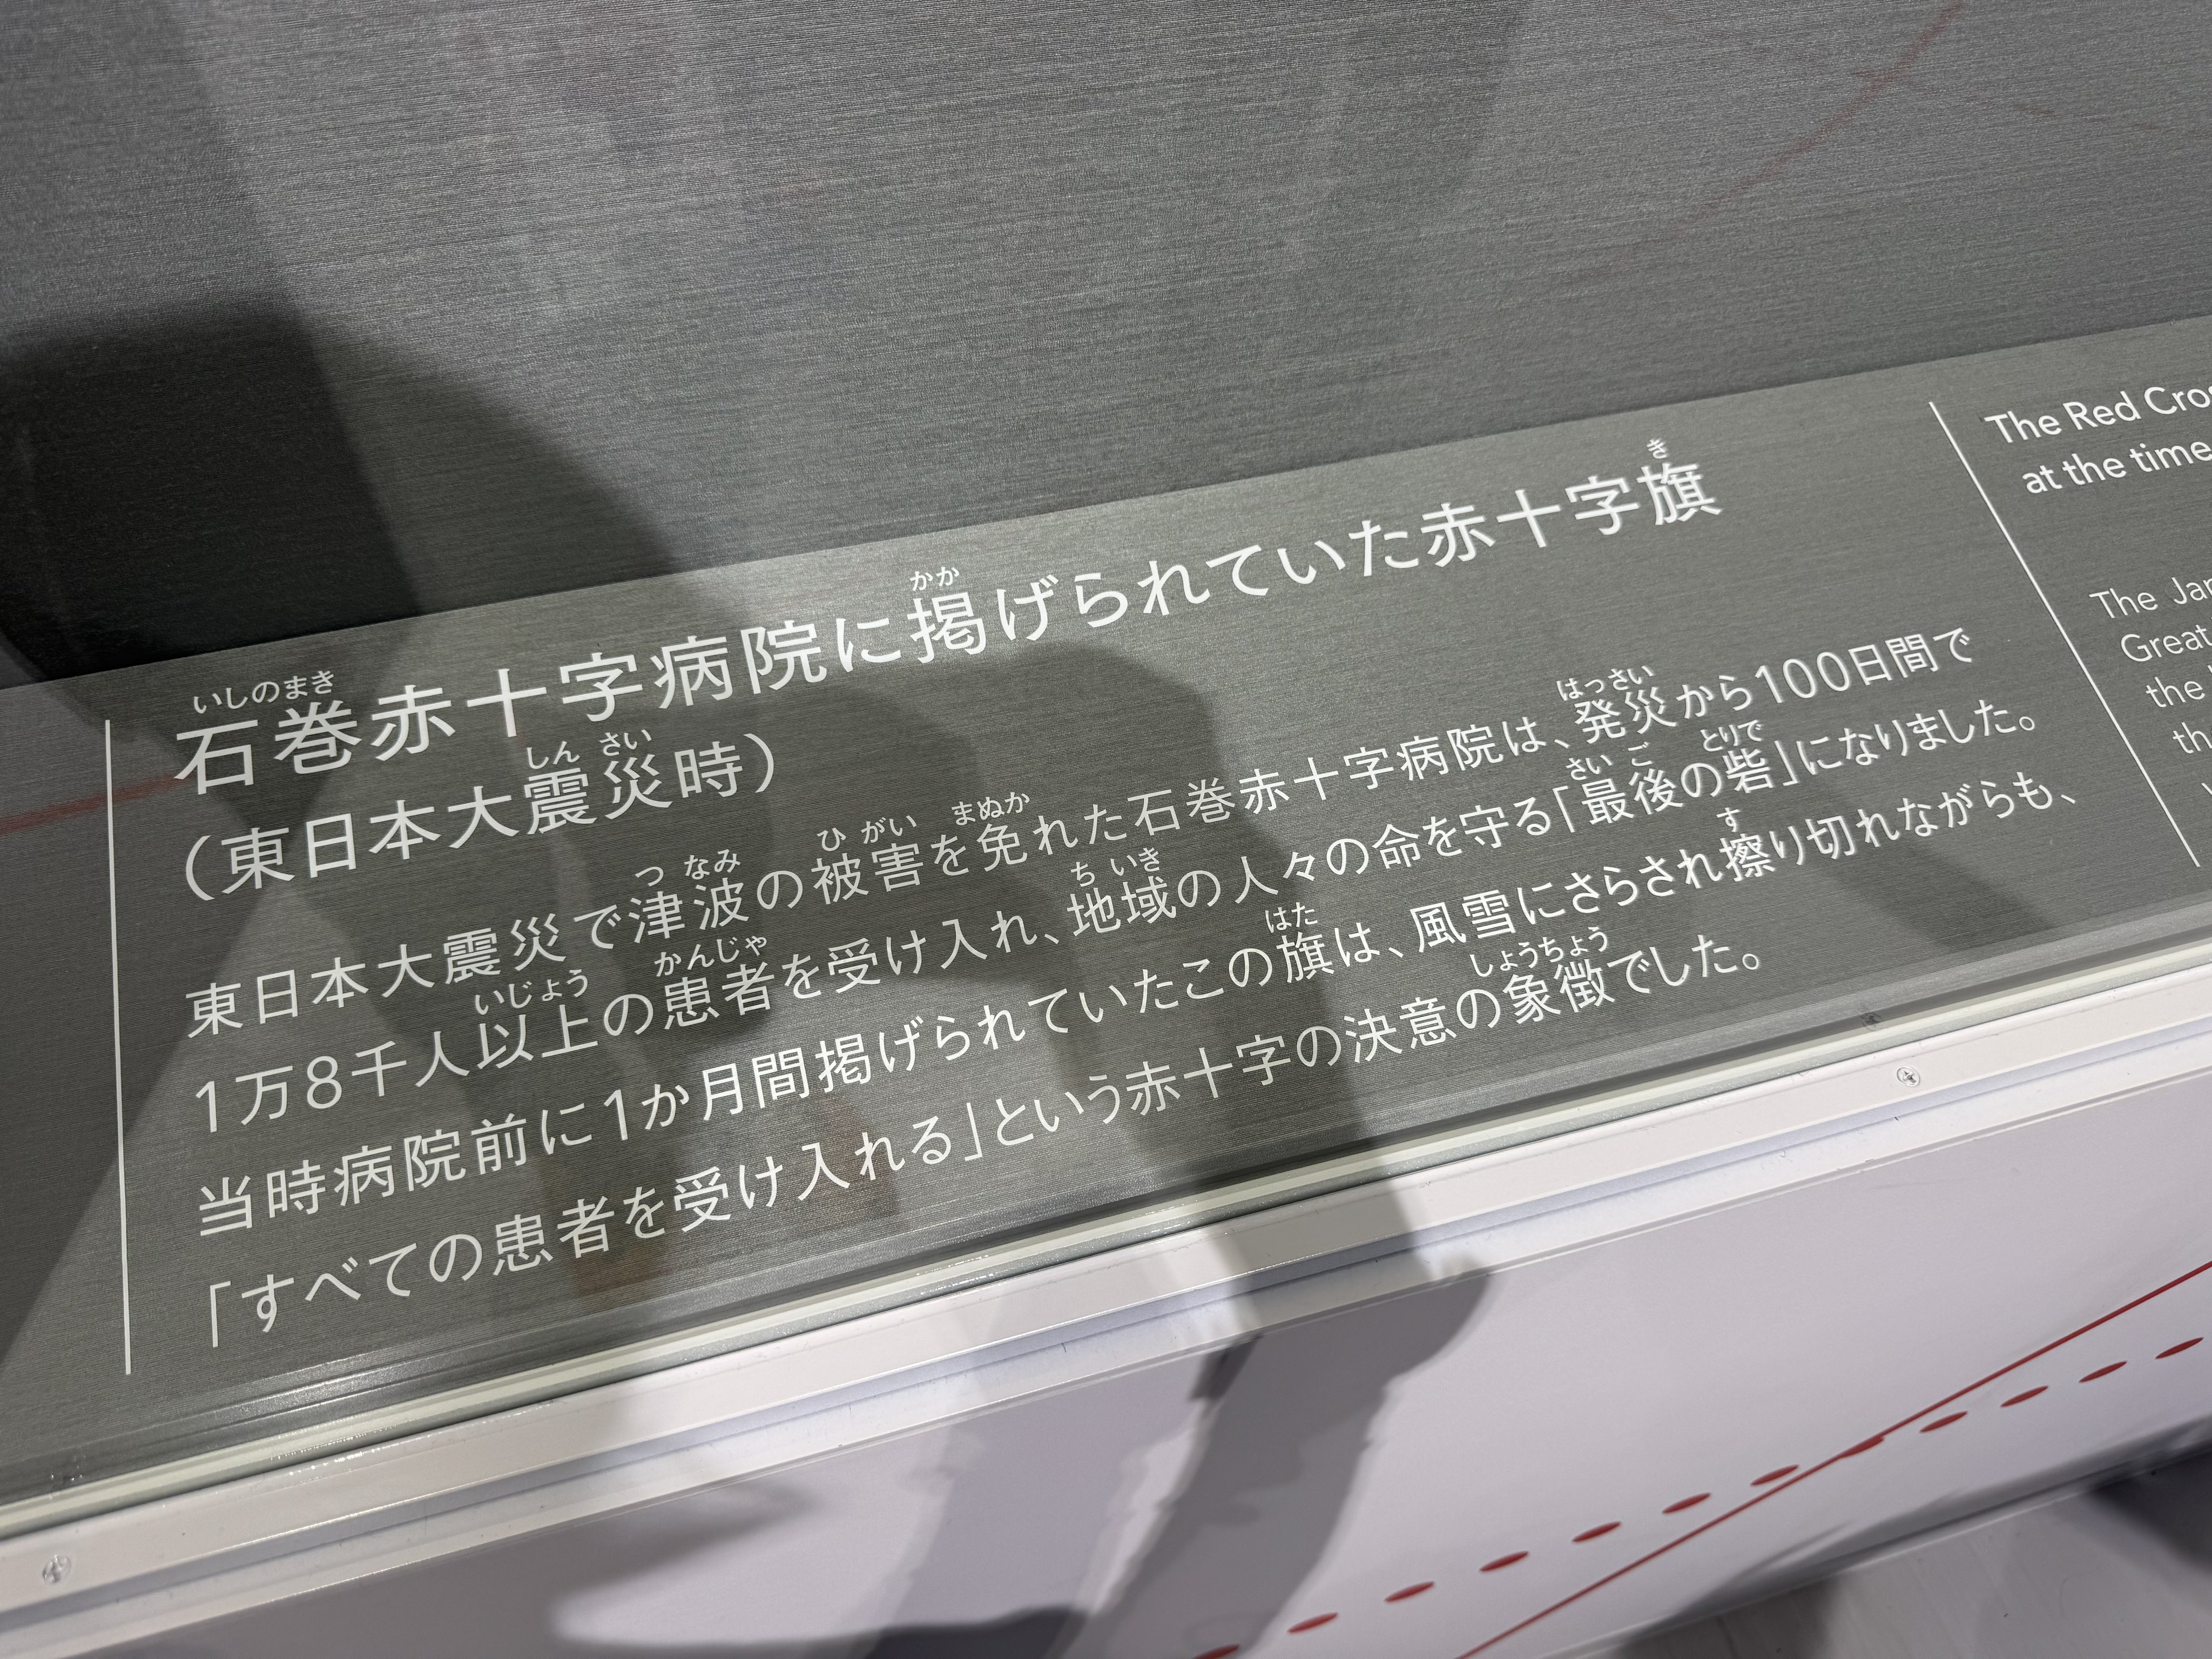 石巻赤十字病院に掲げられていた赤十字旗
（東日本大震災時）
東日本大震災で津波の被害を免れた石巻赤十字病院は、発災から100日間で
1万8千人以上の患者を受け入れ、地域の人々の命を守る「最後の砦」になりました。
当時病院前に1か月間掲げられていたこの旗は、風雪にさらされ擦り切れながらも、
「すべての患者を受け入れる」という赤十字の決意の象徴でした。
The Red
at the time
The
Great
the